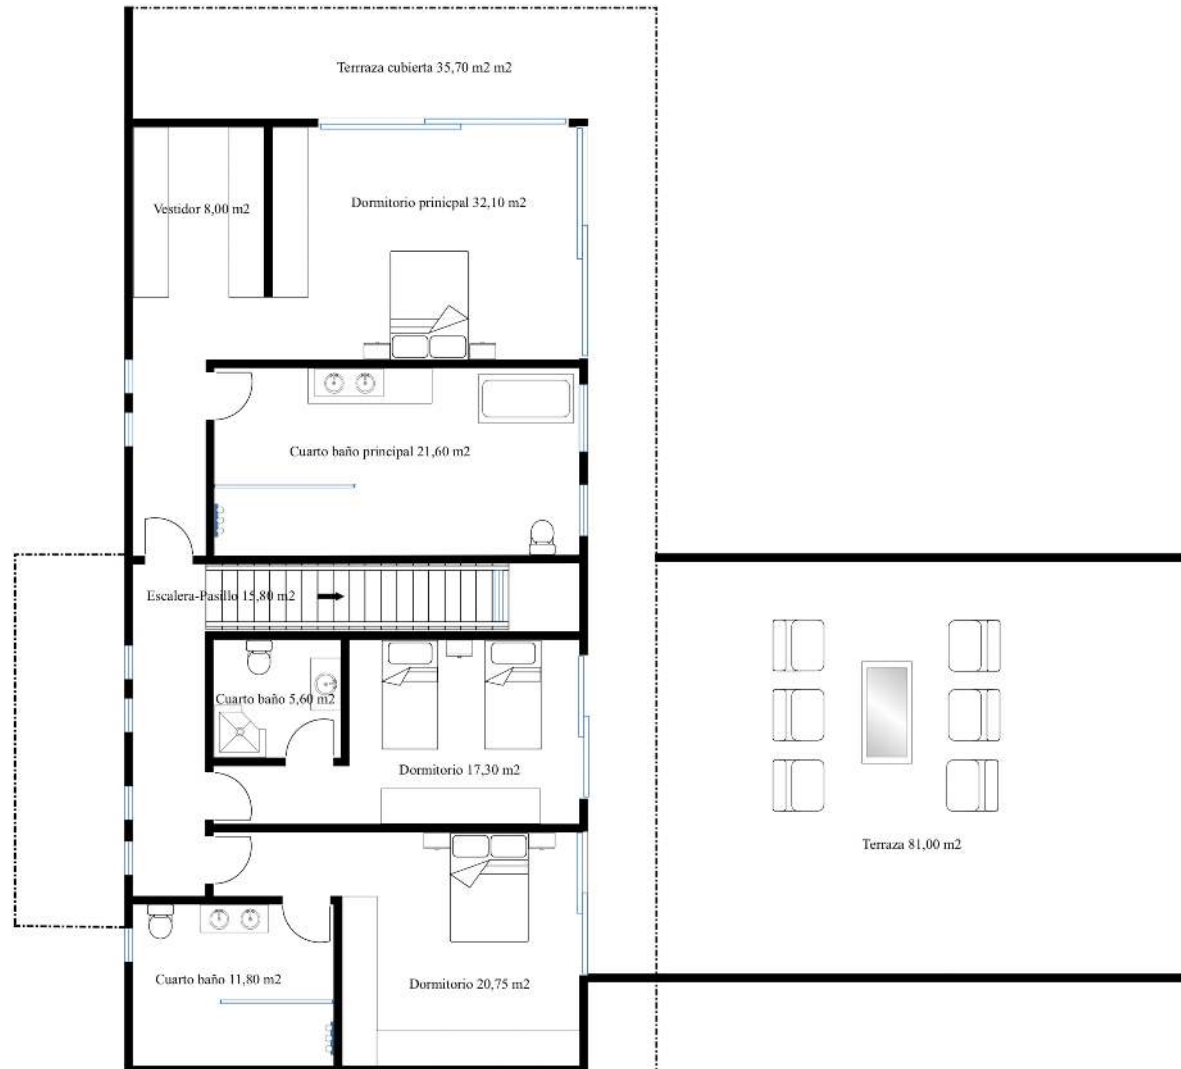 Terrraza cubierta 35,70 m2 m2
Vestidor 8,00 m2
Dormitorio prinicpal 32,10 m2
Cuarto baño principal 21,60 m2
Escalera-Pasillo 15,80 m2
Cuarto baño 5,60 m2
Dormitorio 17,30 m2
Terraza 81,00 m2
Cuarto baño 11,80 m2
Dormitorio 20,75 m2